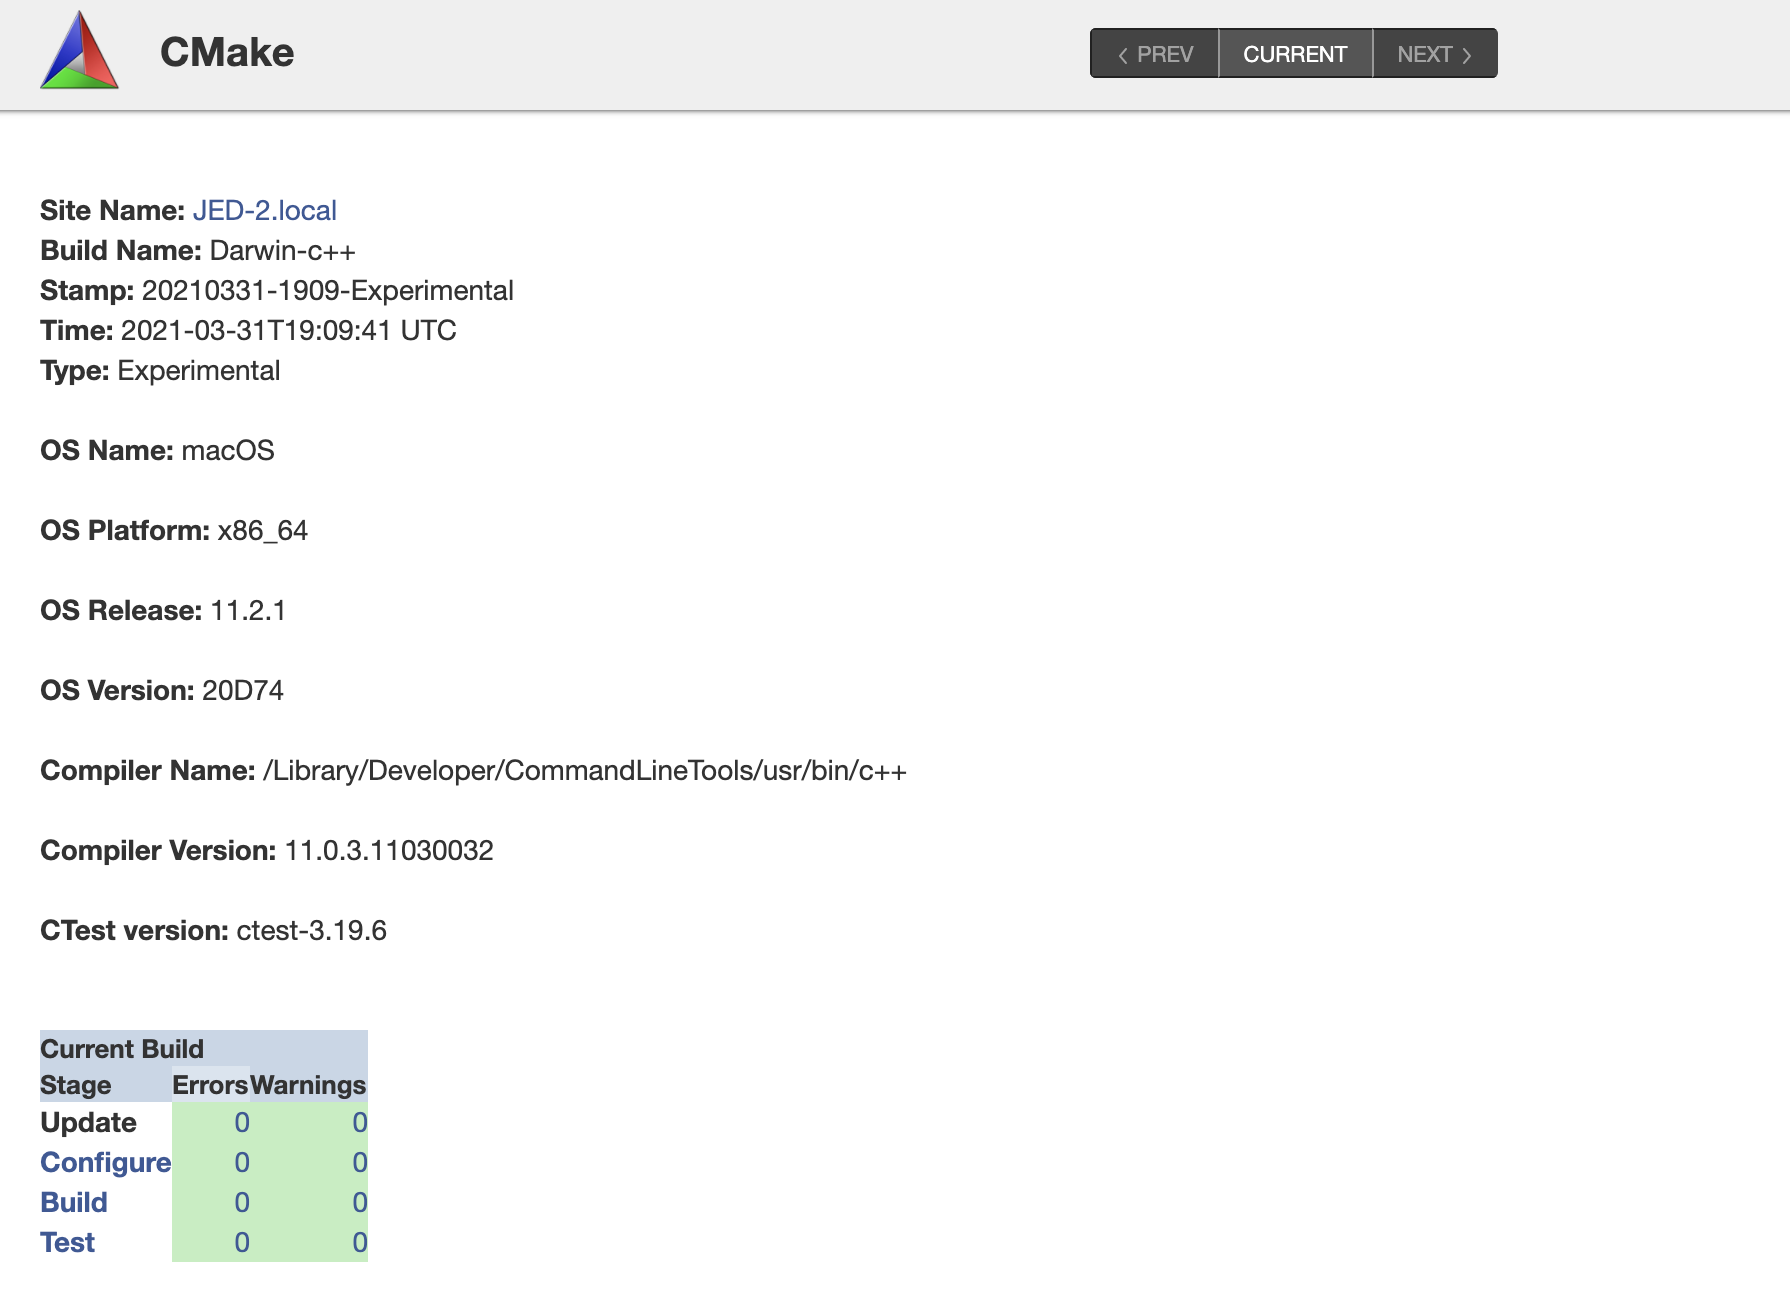 CMake
‹ PREV CURRENT NEXT ›
Site Name: JED-2.local
Build Name: Darwin-c++
Stamp: 20210331-1909-Experimental
Time: 2021-03-31T19:09:41 UTC
Type: Experimental
OS Name: macOS
OS Platform: x86_64
OS Release: 11.2.1
OS Version: 20D74
Compiler Name: /Library/Developer/CommandLineTools/usr/bin/c++
Compiler Version: 11.0.3.11030032
CTest version: ctest-3.19.6
Current Build
Stage Errors Warnings
Update 0 0
Configure 0 0
Build 0 0
Test 0 0